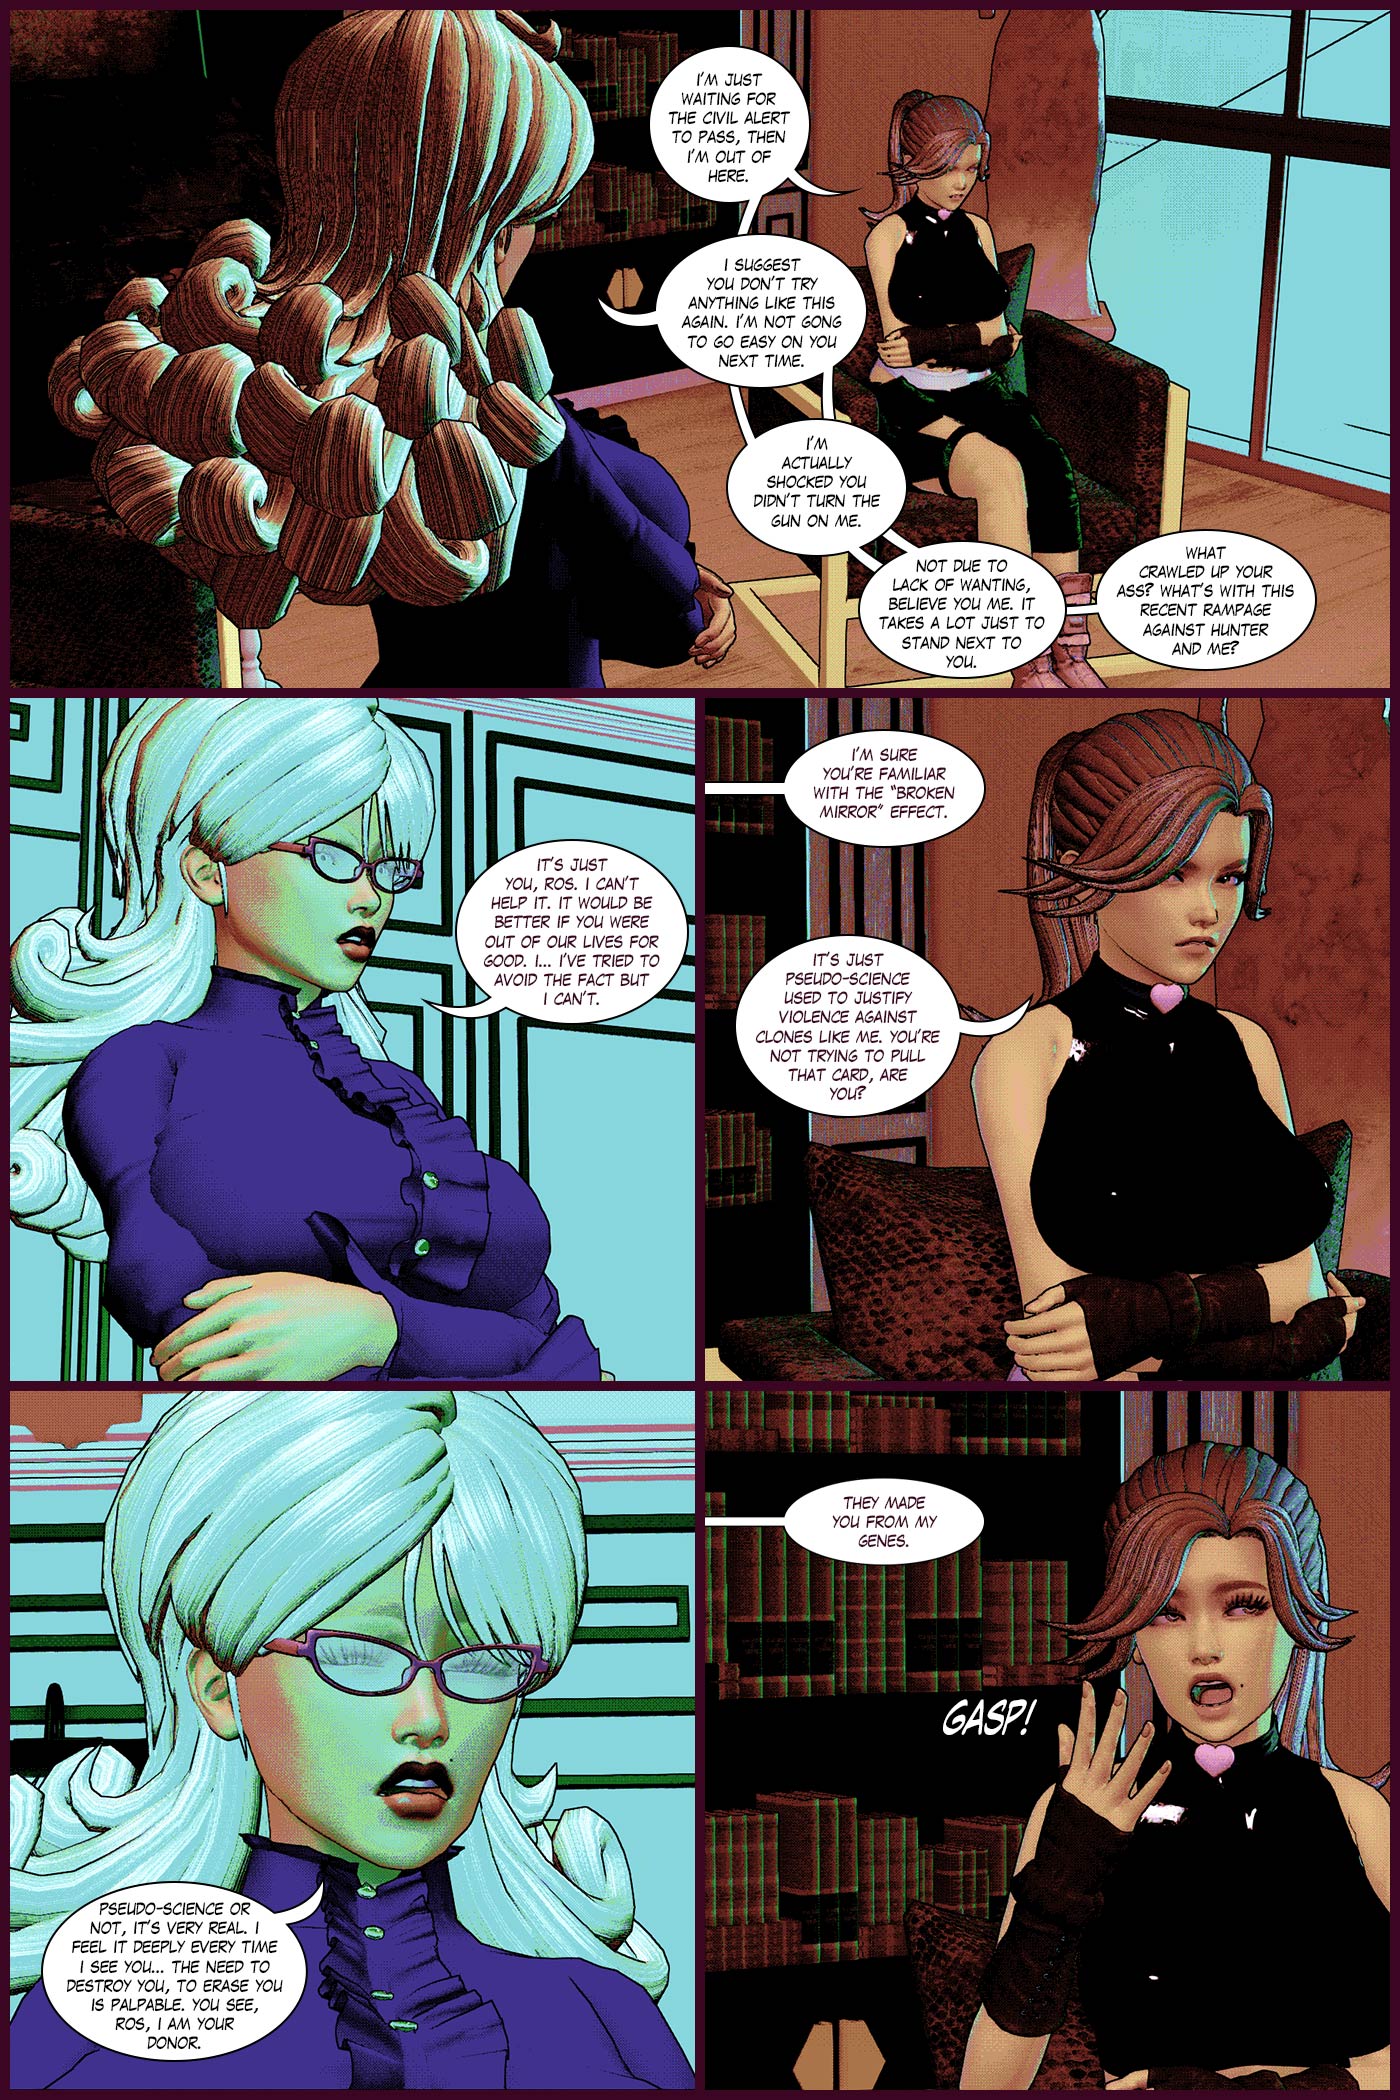 I'M JUST
WAITING FOR
THE CIVIL ALERT
TO PASS, THEN
I'M OUT OF
HERE.
I SUGGEST
YOU DON'T TRY
ANYTHING LIKE THIS
AGAIN. I'M NOT GONG
TO GO EASY ON YOU
NEXT TIME.
I'M
ACTUALLY
SHOCKED YOU
DIDN'T TURN THE
GUN ON ME.
NOT DUE TO
LACK OF WANTING,
BELIEVE YOU ME. IT
TAKES A LOT JUST TO
STAND NEXT TO
YOU.
WHAT
CRAWLED UP YOUR
ASS? WHAT'S WITH THIS
RECENT RAMPAGE
AGAINST HUNTER
AND ME?
IT'S JUST
YOU, ROS. I CAN'T
HELP IT. IT WOULD BE
BETTER IF YOU WERE
OUT OF OUR LIVES FOR
GOOD. I... I'VE TRIED TO
AVOID THE FACT BUT
I CAN'T.
I'M SURE
YOU'RE FAMILIAR
WITH THE "BROKEN
MIRROR" EFFECT.
IT'S JUST
PSEUDO-SCIENCE
USED TO JUSTIFY
VIOLENCE AGAINST
CLONES LIKE ME. YOU'RE
NOT TRYING TO PULL
THAT CARD, ARE
YOU?
PSEUDO-SCIENCE OR
NOT, IT'S VERY REAL. I
FEEL IT DEEPLY EVERY TIME
I SEE YOU... THE NEED TO
DESTROY YOU, TO ERASE YOU
IS PALPABLE. YOU SEE,
ROS, I AM YOUR
DONOR.
THEY MADE
YOU FROM MY
GENES.
GASP!